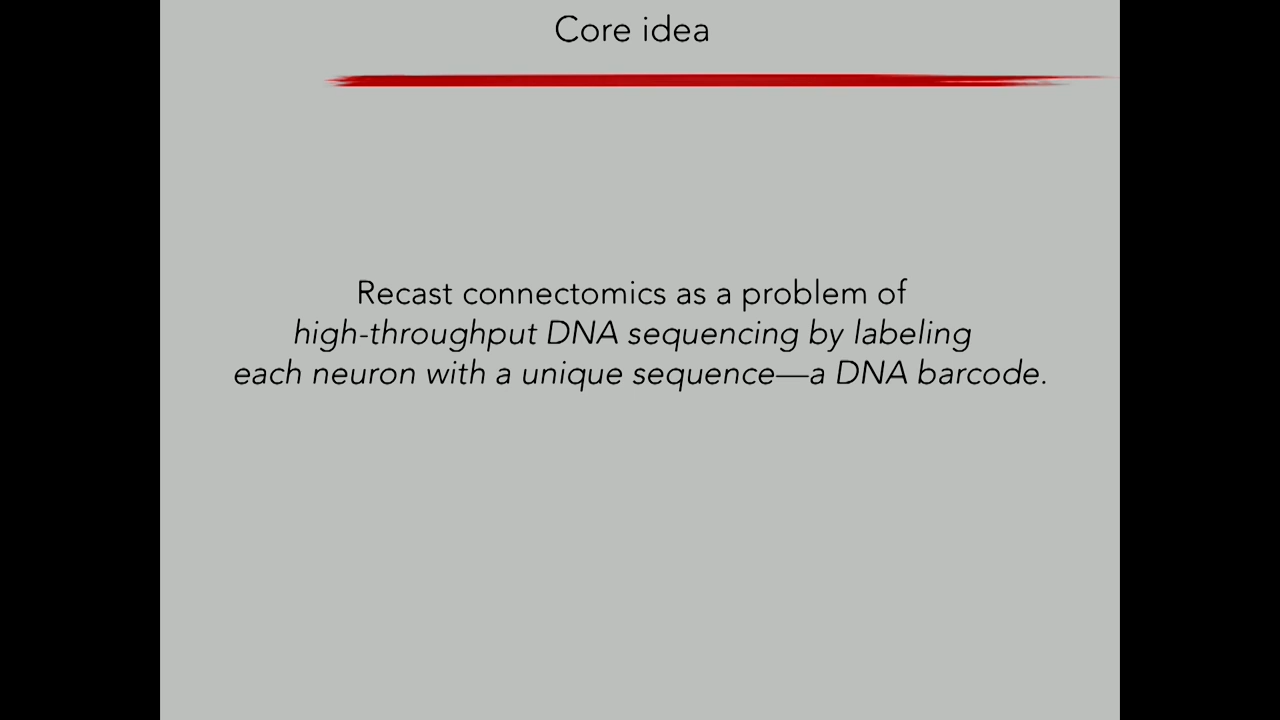 Core idea
Recast connectomics as a problem of
high-throughput DNA sequencing by labeling
each neuron with a unique sequence—a DNA barcode.